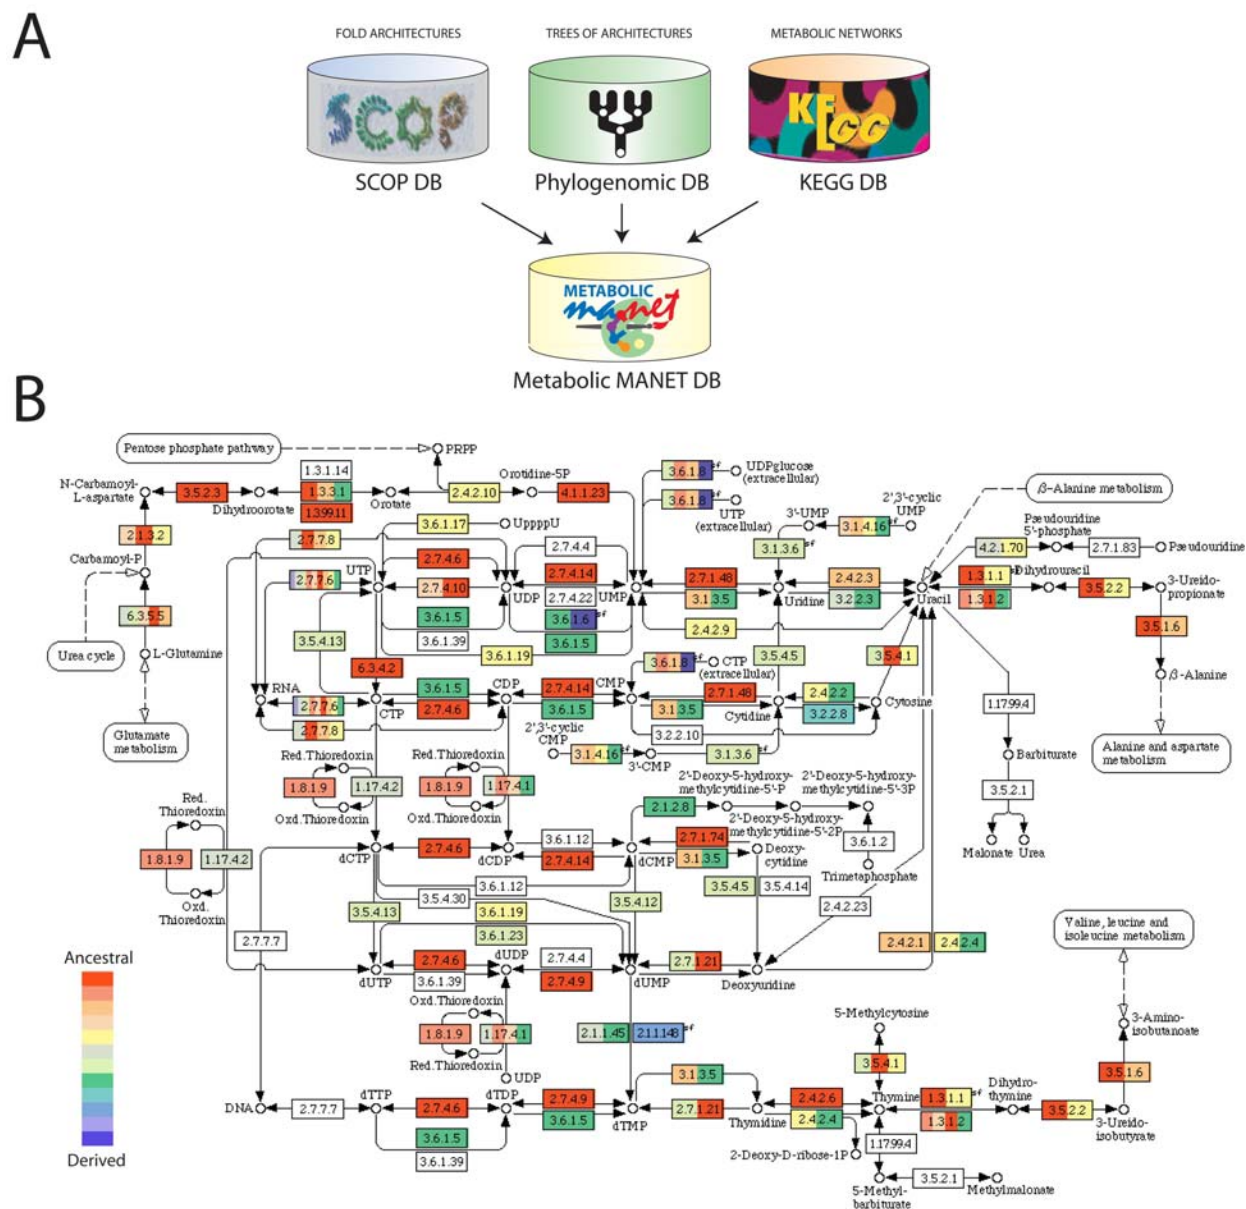 A
FOLD ARCHITECTURES
TREES OF ARCHITECTURES
METABOLIC NETWORKS
SCOP
KEGG
SCOP DB
Phylogenomic DB
KEGG DB
METABOLIC
manet
Metabolic MANET DB
B
Pentose phosphate pathway
PRPP
N-Carbamoyl-
L-aspartate
3.5.2.3
Dihydroorotate
1.3.1.14
1.3.3.1
1.3.99.11
Orotate
2.4.2.10
Orotidine-5P
4.1.1.23
3.6.1.8
sf
UDPglucose
(extracellular)
3.6.1.8
sf
UTP
(extracellular)
2',3'-cyclic
UMP
3'-UMP
3.1.4.16
sf
3.1.3.6
sf
β-Alanine metabolism
Pseudouridine
5'-phosphate
4.2.1.70
2.7.1.83
Pseudouridine
2.1.3.2
Carbamoyl-P
6.3.5.5
Urea cycle
L-Glutamine
Glutamate
metabolism
3.6.1.17
UppppU
2.7.7.8
2.7.4.6
2.7.4.4
2.7.4.14
2.7.4.22
UTP
2.7.7.6
2.7.4.10
UDP
UMP
3.6.1.5
3.6.1.39
3.6.1.6
sf
3.6.1.5
3.6.1.19
2.7.1.48
3.1.3.5
Uridine
2.4.2.3
3.2.2.3
2.4.2.9
Uracil
1.3.1.1
sf
1.3.1.2
Dihydrouracil
3.5.2.2
3-Ureido-
propionate
3.5.1.6
β-Alanine
Alanine and aspartate
metabolism
3.5.4.13
6.3.4.2
3.5.4.5
3.5.4.1
3.6.1.8
sf
CTP
(extracellular)
RNA
2.7.7.6
2.7.7.8
CTP
3.6.1.5
2.7.4.6
CDP
2.7.4.14
3.6.1.5
CMP
2.7.1.48
3.1.3.5
3.2.2.10
Cytidine
2.4.2.2
3.2.2.8
Cytosine
2',3'-cyclic
CMP
3.1.4.16
sf
3'-CMP
3.1.3.6
sf
1.17.99.4
Barbiturate
3.5.2.1
Malonate
Urea
Red.Thioredoxin
1.8.1.9
1.17.4.2
Oxd.Thioredoxin
Red.Thioredoxin
1.8.1.9
1.17.4.1
Oxd.Thioredoxin
2'-Deoxy-5-hydroxy-
methylcytidine-5'-P
2'-Deoxy-5-hydroxy-
methylcytidine-5'-3P
2.1.2.8
2'-Deoxy-5-hydroxy-
methylcytidine-5'-2P
3.6.1.2
Trimetaphosphate
Red.
Thioredoxin
1.8.1.9
1.17.4.2
Oxd.
Thioredoxin
dCTP
2.7.4.6
dCDP
3.6.1.12
2.7.4.14
dCMP
2.7.1.74
3.1.3.5
Deoxy-
cytidine
3.6.1.12
3.5.4.30
3.5.4.5
3.5.4.14
3.5.4.13
3.6.1.19
3.6.1.23
3.5.4.12
2.4.2.23
2.7.7.7
2.4.2.1
2.4.2.4
Valine, leucine and
isoleucine metabolism
dUTP
2.7.4.6
3.6.1.39
dUDP
2.7.4.4
2.7.4.9
dUMP
2.7.1.21
Deoxyuridine
Ancestral
Derived
Oxd.Thioredoxin
1.8.1.9
1.17.4.1
Red.Thioredoxin
UDP
2.1.1.45
2.1.1.148
sf
5-Methylcytosine
3.5.4.1
3-Amino-
isobutanoate
3.5.1.6
DNA
2.7.7.7
dTTP
2.7.4.6
dTDP
2.7.4.9
3.6.1.5
dTMP
3.1.3.5
2.7.1.21
Thymidine
2.4.2.6
2.4.2.4
Thymine
1.3.1.1
sf
1.3.1.2
Dihydro-
thymine
3.5.2.2
3-Ureido-
isobutyrate
3.6.1.5
3.6.1.39
2-Deoxy-D-ribose-1P
1.17.99.4
5-Methyl-
barbiturate
3.5.2.1
Methylmalonate